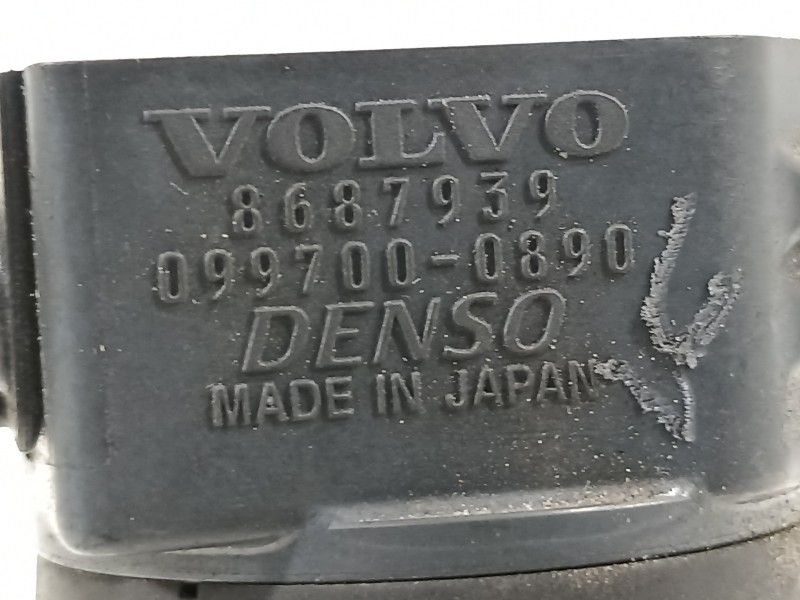 VOLVO
8687939
099700-0890
DENSO
MADE IN JAPAN